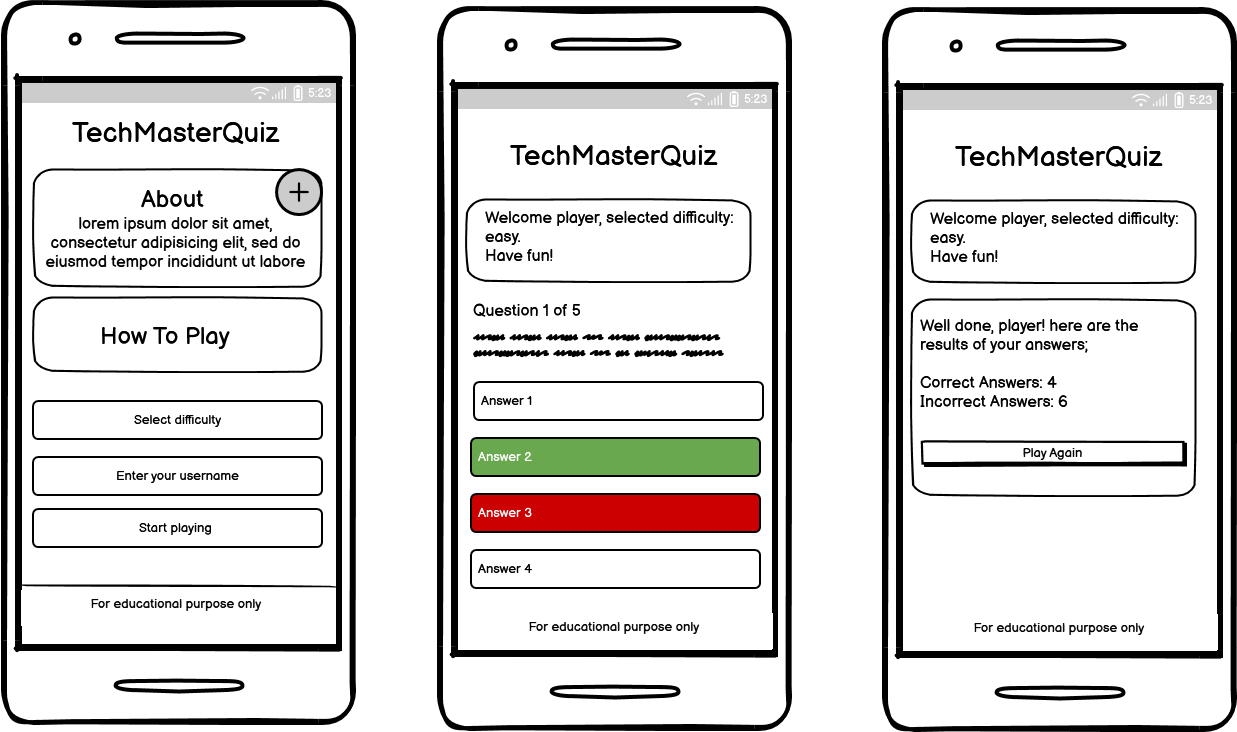 5:23
TechMasterQuiz
About
lorem ipsum dolor sit amet,
consectetur adipisicing elit, sed do
eiusmod tempor incididunt ut labore
How To Play
Select difficulty
Enter your username
Start playing
For educational purpose only
5:23
TechMasterQuiz
Welcome player, selected difficulty:
easy.
Have fun!
Question 1 of 5
Answer 1
Answer 2
Answer 3
Answer 4
For educational purpose only
5:23
TechMasterQuiz
Welcome player, selected difficulty:
easy.
Have fun!
Well done, player! here are the
results of your answers;
Correct Answers: 4
Incorrect Answers: 6
Play Again
For educational purpose only